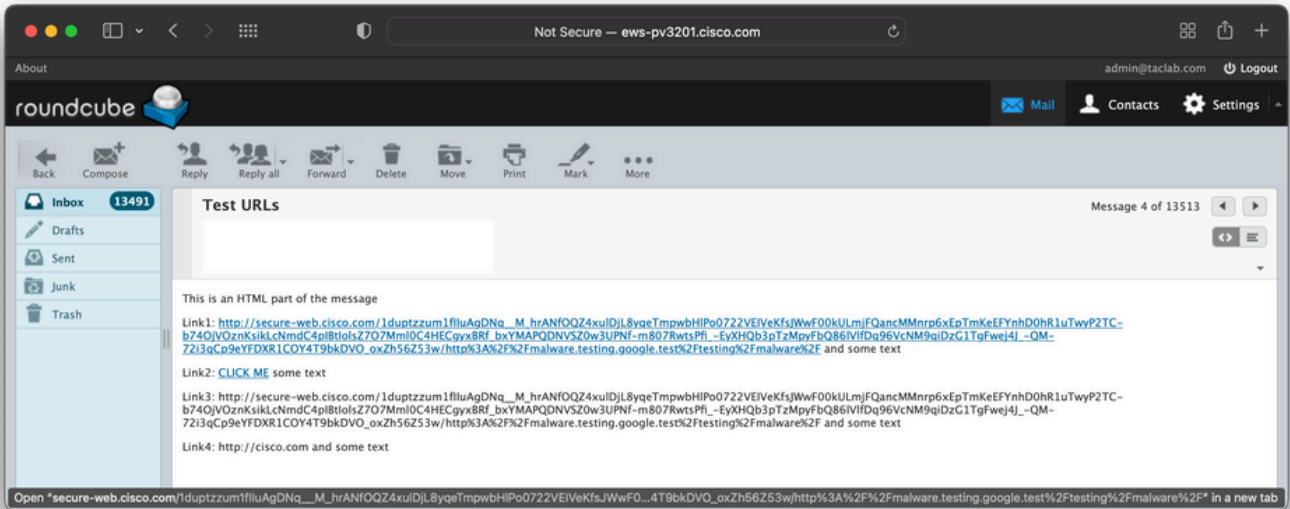 Not Secure — ews-pv3201.cisco.com
About
admin@taclab.com Logout
roundcube
Mail Contacts Settings
Back Compose Reply Reply all Forward Delete Move Print Mark More
Inbox 13491
Drafts
Sent
Junk
Trash
Test URLs
Message 4 of 13513
This is an HTML part of the message
Link1: http://secure-web.cisco.com/1duptzzum1fIluAgDNq__M_hrANfOQZ4xulDjL8yqeTmpwbHlPo0722VEIVeKfsJWwF00kULmjFQancMMnrp6xEpTmKeEFYnhD0hR1uTwyP2TC-
b74OjVOznKsikLcNmdC4plBtIolsZ7O7Mml0C4HECgyxBRf_bxYMAPQDNVSZ0w3UPNf-m807RwtsPfi_-EyXHQb3pTzMpyFbQ86lVlfDq96VcNM9qiDzG1TgFwej4J_-QM-
72i3qCp9eYFDXR1COY4T9bkDVO_oxZh56Z53w/http%3A%2F%2Fmalware.testing.google.test%2Ftesting%2Fmalware%2F and some text
Link2: CLICK ME some text
Link3: http://secure-web.cisco.com/1duptzzum1fIluAgDNq__M_hrANfOQZ4xulDjL8yqeTmpwbHlPo0722VEIVeKfsJWwF00kULmjFQancMMnrp6xEpTmKeEFYnhD0hR1uTwyP2TC-
b74OjVOznKsikLcNmdC4plBtIolsZ7O7Mml0C4HECgyxBRf_bxYMAPQDNVSZ0w3UPNf-m807RwtsPfi_-EyXHQb3pTzMpyFbQ86lVlfDq96VcNM9qiDzG1TgFwej4J_-QM-
72i3qCp9eYFDXR1COY4T9bkDVO_oxZh56Z53w/http%3A%2F%2Fmalware.testing.google.test%2Ftesting%2Fmalware%2F and some text
Link4: http://cisco.com and some text
Open "secure-web.cisco.com/1duptzzum1fIluAgDNq__M_hrANfOQZ4xulDjL8yqeTmpwbHlPo0722VEIVeKfsJWwF0...4T9bkDVO_oxZh56Z53w/http%3A%2F%2Fmalware.testing.google.test%2Ftesting%2Fmalware%2F" in a new tab